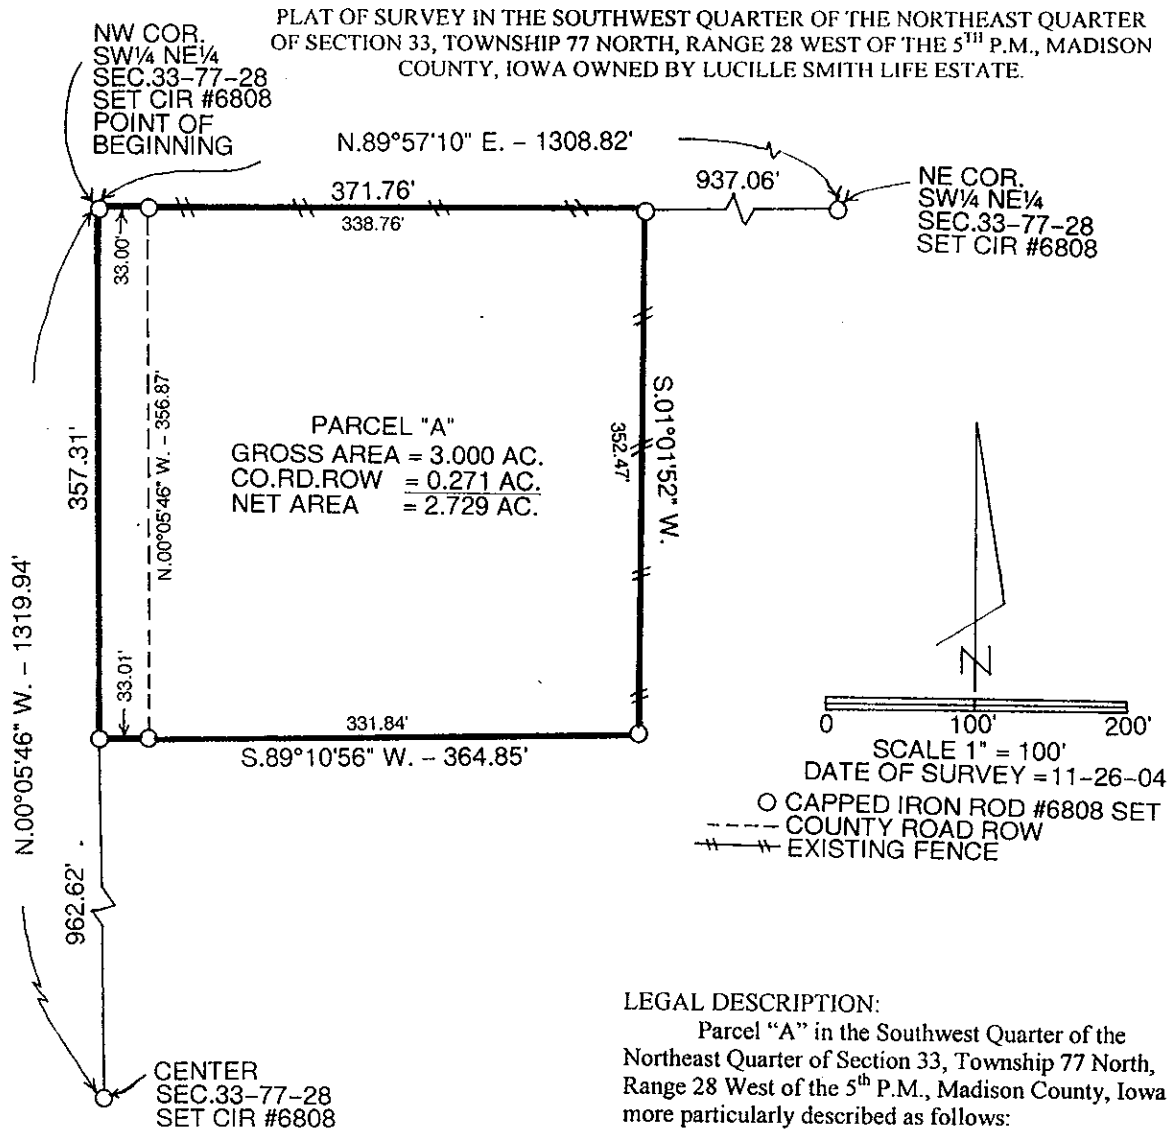 PLAT OF SURVEY IN THE SOUTHWEST QUARTER OF THE NORTHEAST QUARTER
OF SECTION 33, TOWNSHIP 77 NORTH, RANGE 28 WEST OF THE 5TH P.M., MADISON
COUNTY, IOWA OWNED BY LUCILLE SMITH LIFE ESTATE.
NW COR.
SW¼ NE¼
SEC.33-77-28
SET CIR #6808
POINT OF
BEGINNING
N.89°57'10" E. – 1308.82'
371.76'
338.76'
937.06'
NE COR.
SW¼ NE¼
SEC.33-77-28
SET CIR #6808
33.00'
357.31'
N.00°05'46" W. – 356.87'
PARCEL "A"
GROSS AREA = 3.000 AC.
CO.RD.ROW = 0.271 AC.
NET AREA = 2.729 AC.
352.47'
S.01°01'52" W.
33.01'
331.84'
S.89°10'56" W. – 364.85'
N.00°05'46" W. – 1319.94'
962.62'
N
0 100' 200'
SCALE 1" = 100'
DATE OF SURVEY = 11-26-04
CAPPED IRON ROD #6808 SET
COUNTY ROAD ROW
EXISTING FENCE
CENTER
SEC.33-77-28
SET CIR #6808
LEGAL DESCRIPTION:
Parcel “A” in the Southwest Quarter of the
Northeast Quarter of Section 33, Township 77 North,
Range 28 West of the 5th P.M., Madison County, Iowa
more particularly described as follows: